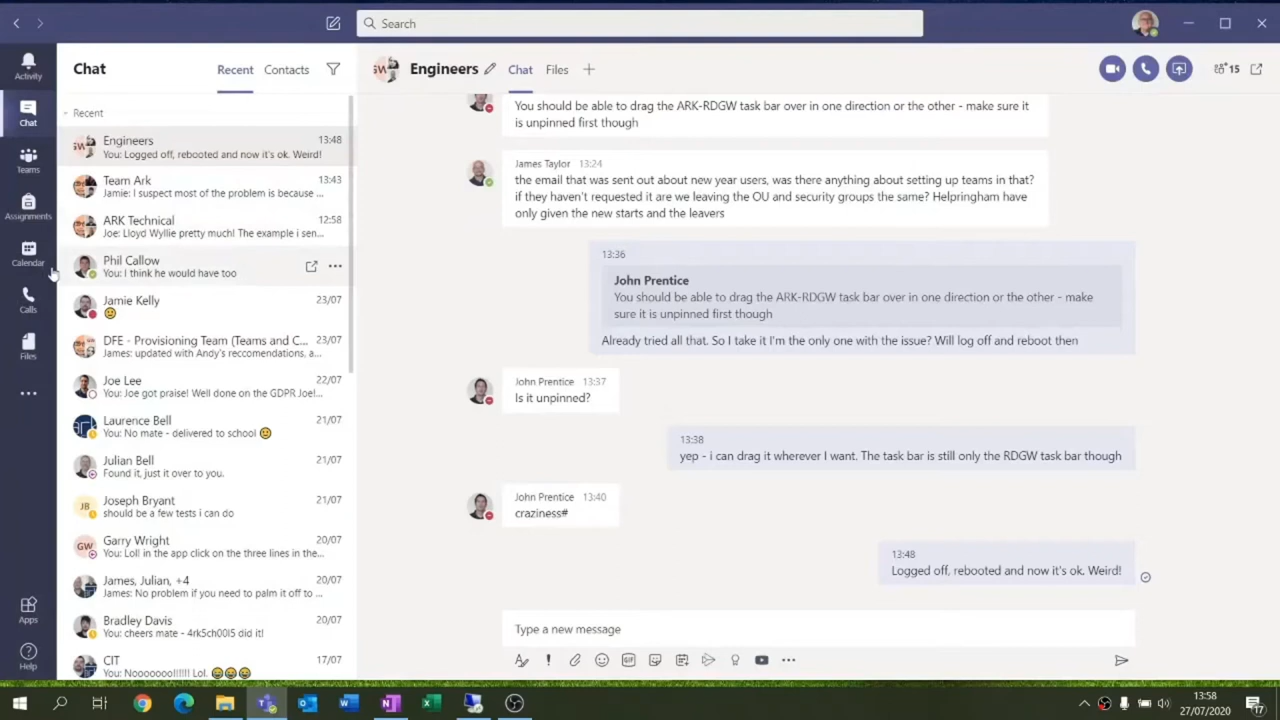 Search
Activity
Chat
Teams
Assignments
Calendar
Calls
Files
Apps
Help
Chat
Recent
Contacts
Recent
Engineers
13:48
You: Logged off, rebooted and now it's ok. Weird!
Team Ark
13:43
Jamie: I suspect most of the problem is because ...
ARK Technical
12:58
Joe: Lloyd Wyllie pretty much! The example i sen...
Phil Callow
You: I think he would have too
Jamie Kelly
23/07
DFE - Provisioning Team (Teams and C...
23/07
James: updated with Andy's reccomendations, a...
Joe Lee
22/07
You: Joe got praise! Well done on the GDPR Joe!...
Laurence Bell
21/07
You: No mate - delivered to school
Julian Bell
21/07
Found it, just it over to you.
JB
Joseph Bryant
21/07
should be a few tests i can do
GW
Garry Wright
20/07
You: Loll in the app click on the three lines in the...
James, Julian, +4
20/07
James: No problem if you need to palm it off to ...
Bradley Davis
20/07
You: cheers mate - 4rk5ch00l5 did it!
CIT
17/07
You: Nooooooo!!!!!! Lol.
Engineers
Chat
Files
15
You should be able to drag the ARK-RDGW task bar over in one direction or the other - make sure it
is unpinned first though
James Taylor 13:24
the email that was sent out about new year users, was there anything about setting up teams in that?
if they haven't requested it are we leaving the OU and security groups the same? Helpringham have
only given the new starts and the leavers
13:36
John Prentice
You should be able to drag the ARK-RDGW task bar over in one direction or the other - make
sure it is unpinned first though
Already tried all that. So I take it I'm the only one with the issue? Will log off and reboot then
John Prentice 13:37
Is it unpinned?
13:38
yep - i can drag it wherever I want. The task bar is still only the RDGW task bar though
John Prentice 13:40
craziness#
13:48
Logged off, rebooted and now it's ok. Weird!
Type a new message
GIF
13:58
27/07/2020
17